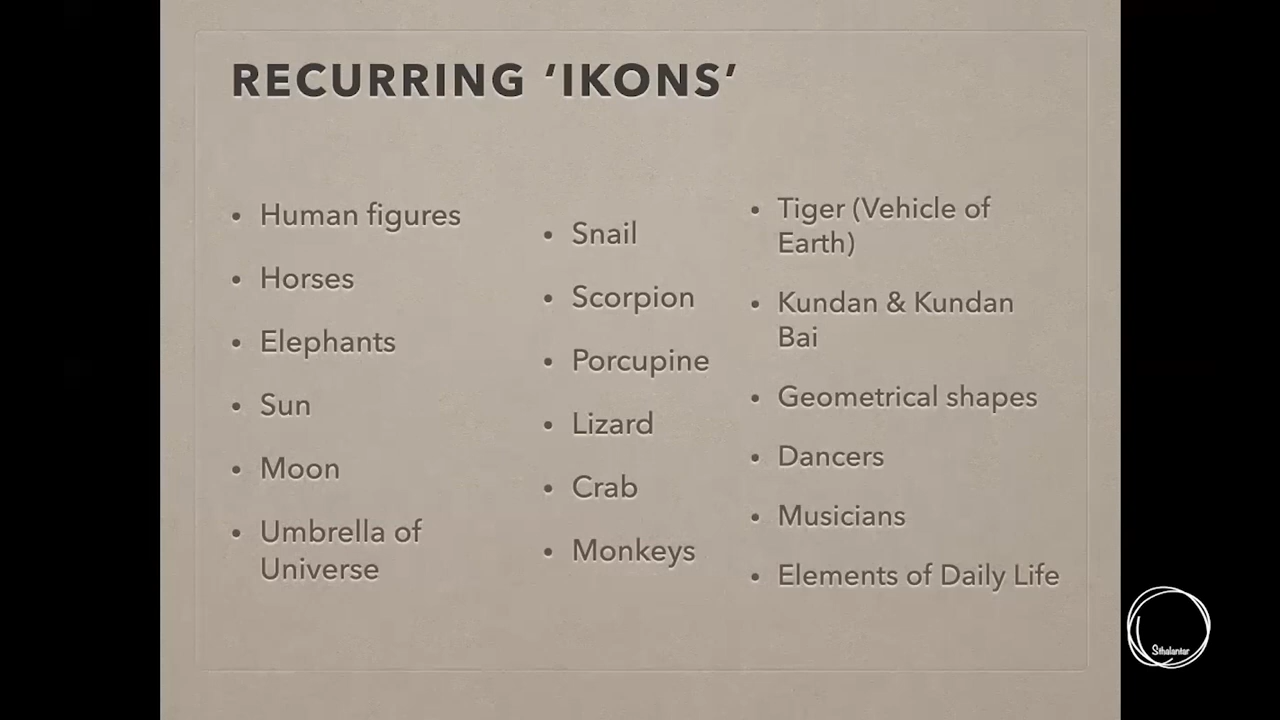 RECURRING ‘IKONS’
• Human figures
• Horses
• Elephants
• Sun
• Moon
• Umbrella of
Universe
• Snail
• Scorpion
• Porcupine
• Lizard
• Crab
• Monkeys
• Tiger (Vehicle of
Earth)
• Kundan & Kundan
Bai
• Geometrical shapes
• Dancers
• Musicians
• Elements of Daily Life
Sthalantar